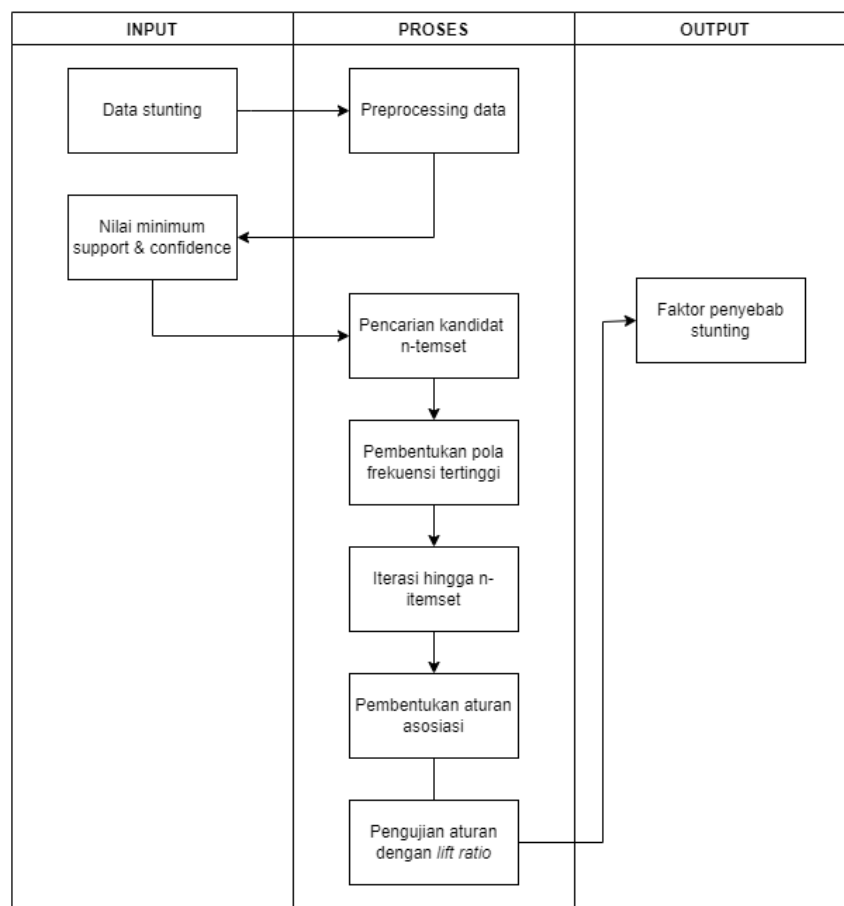 INPUT
PROSES
OUTPUT
Data stunting
Preprocessing data
Nilai minimum
support & confidence
Pencarian kandidat
n-temset
Pembentukan pola
frekuensi tertinggi
Iterasi hingga n-
itemset
Pembentukan aturan
asosiasi
Pengujian aturan
dengan lift ratio
Faktor penyebab
stunting